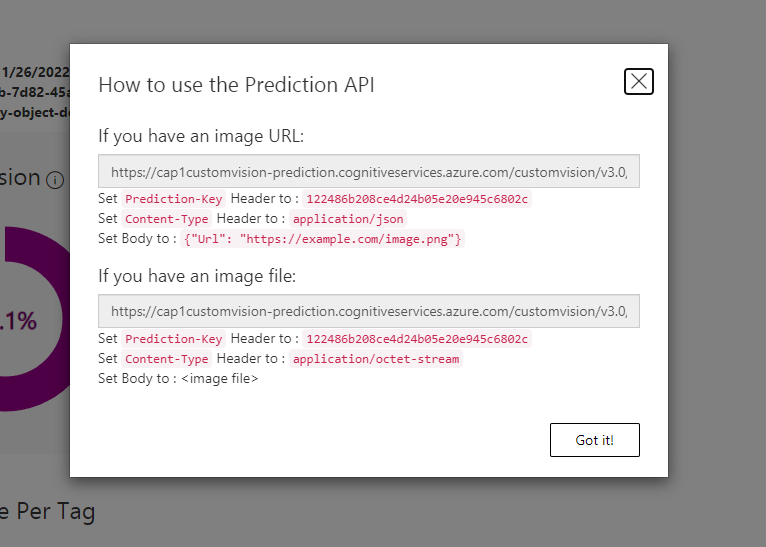 1/26/2022
b-7d82-45a
y-object-de
sion
.1%
e Per Tag
How to use the Prediction API
If you have an image URL:
https://cap1customvision-prediction.cognitiveservices.azure.com/customvision/v3.0,
Set Prediction-Key Header to : 122486b208ce4d24b05e20e945c6802c
Set Content-Type Header to : application/json
Set Body to : {"Url": "https://example.com/image.png"}
If you have an image file:
https://cap1customvision-prediction.cognitiveservices.azure.com/customvision/v3.0,
Set Prediction-Key Header to : 122486b208ce4d24b05e20e945c6802c
Set Content-Type Header to : application/octet-stream
Set Body to : <image file>
Got it!